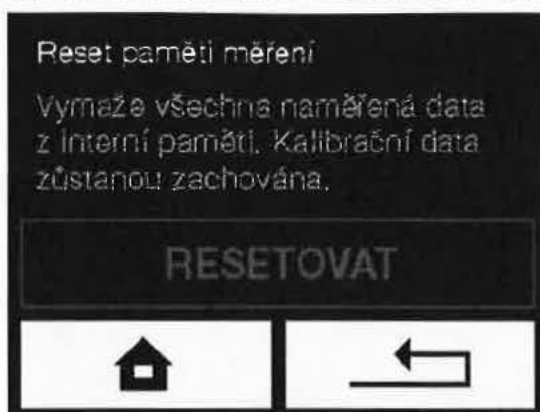 Reset paměti měření
Vymaže všechna naměřená data
z interní paměti. Kalibrační data
zůstanou zachována.
RESETOVAT